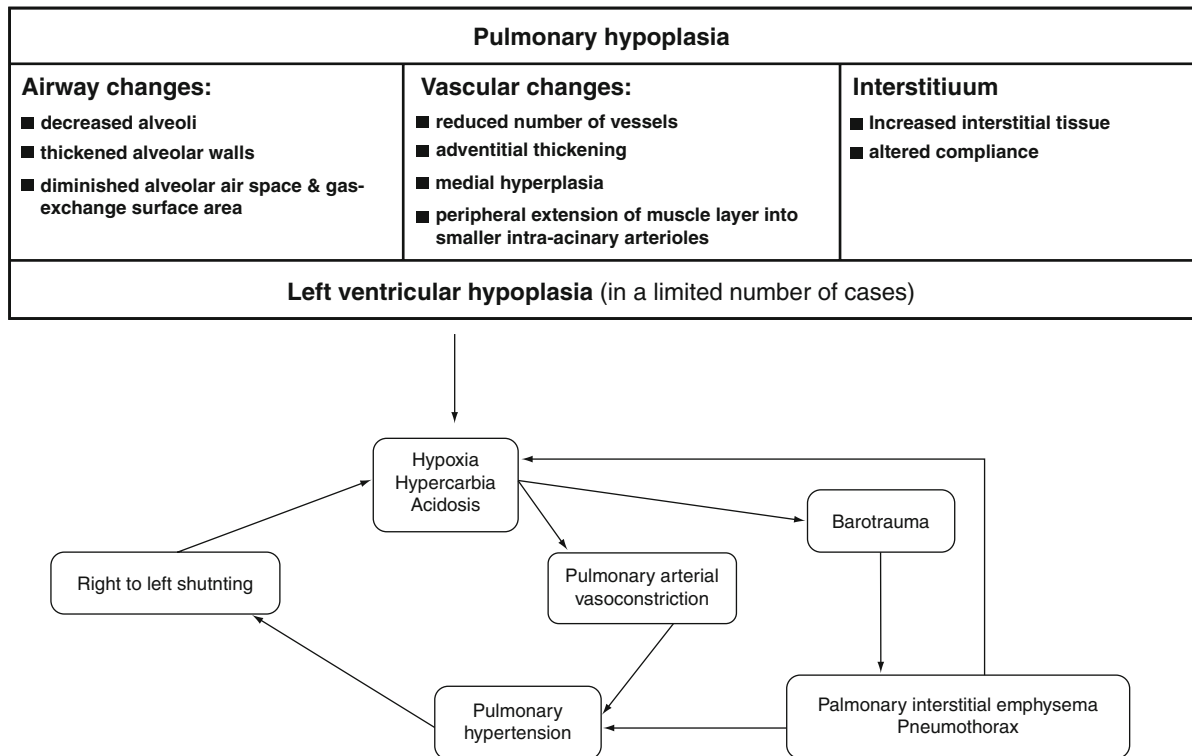 Pulmonary hypoplasia
Airway changes:
■ decreased alveoli
■ thickened alveolar walls
■ diminished alveolar air space & gas-
exchange surface area
Vascular changes:
■ reduced number of vessels
■ adventitial thickening
■ medial hyperplasia
■ peripheral extension of muscle layer into
smaller intra-acinary arterioles
Interstitiuum
■ Increased interstitial tissue
■ altered compliance
Left ventricular hypoplasia (in a limited number of cases)
Hypoxia
Hypercarbia
Acidosis
Barotrauma
Right to left shutnting
Pulmonary arterial
vasoconstriction
Pulmonary
hypertension
Palmonary interstitial emphysema
Pneumothorax